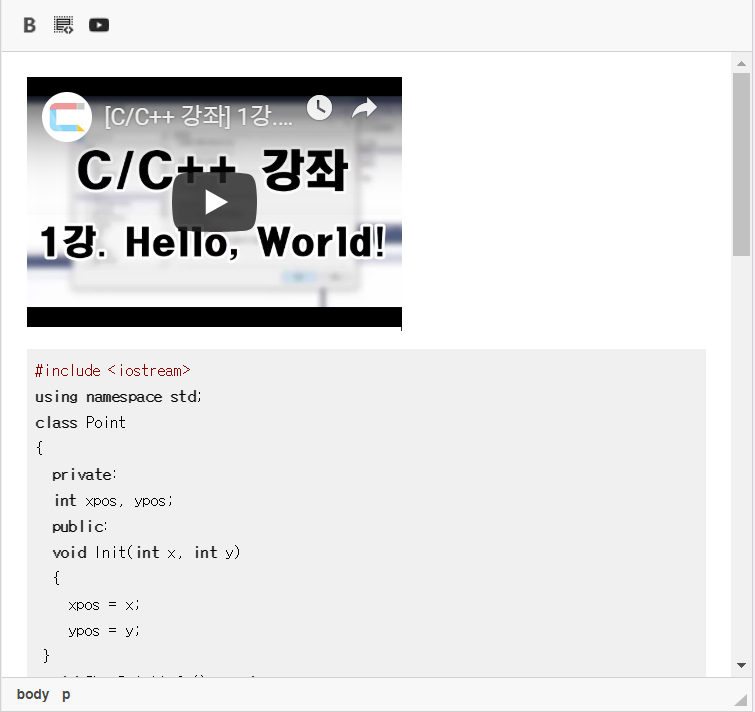 B
[C/C++ 강좌] 1강....
C/C++ 강좌
1강. Hello, World!
#include <iostream>
using namespace std;
class Point
{
private:
int xpos, ypos;
public:
void Init(int x, int y)
{
xpos = x;
ypos = y;
}
body p